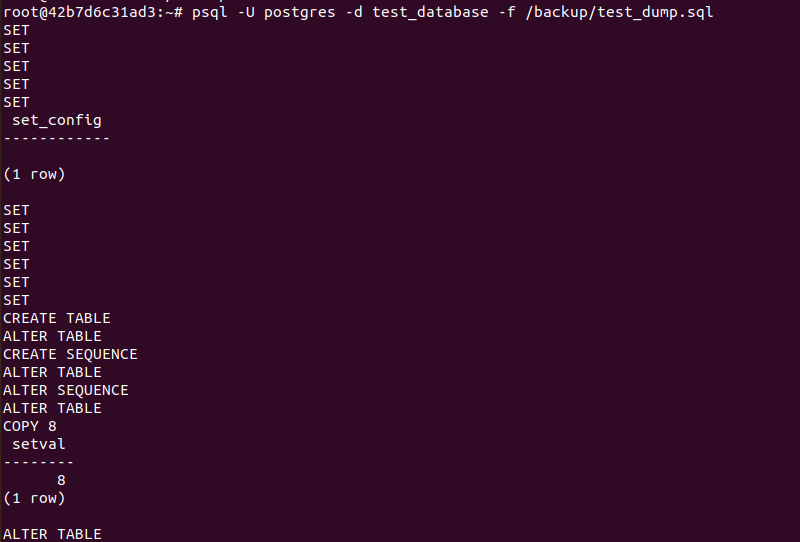 root@42b7d6c31ad3:~# psql -U postgres -d test_database -f /backup/test_dump.sql
SET
SET
SET
SET
SET
 set_config
------------

(1 row)

SET
SET
SET
SET
SET
SET
CREATE TABLE
ALTER TABLE
CREATE SEQUENCE
ALTER TABLE
ALTER SEQUENCE
ALTER TABLE
COPY 8
 setval
--------
      8
(1 row)

ALTER TABLE